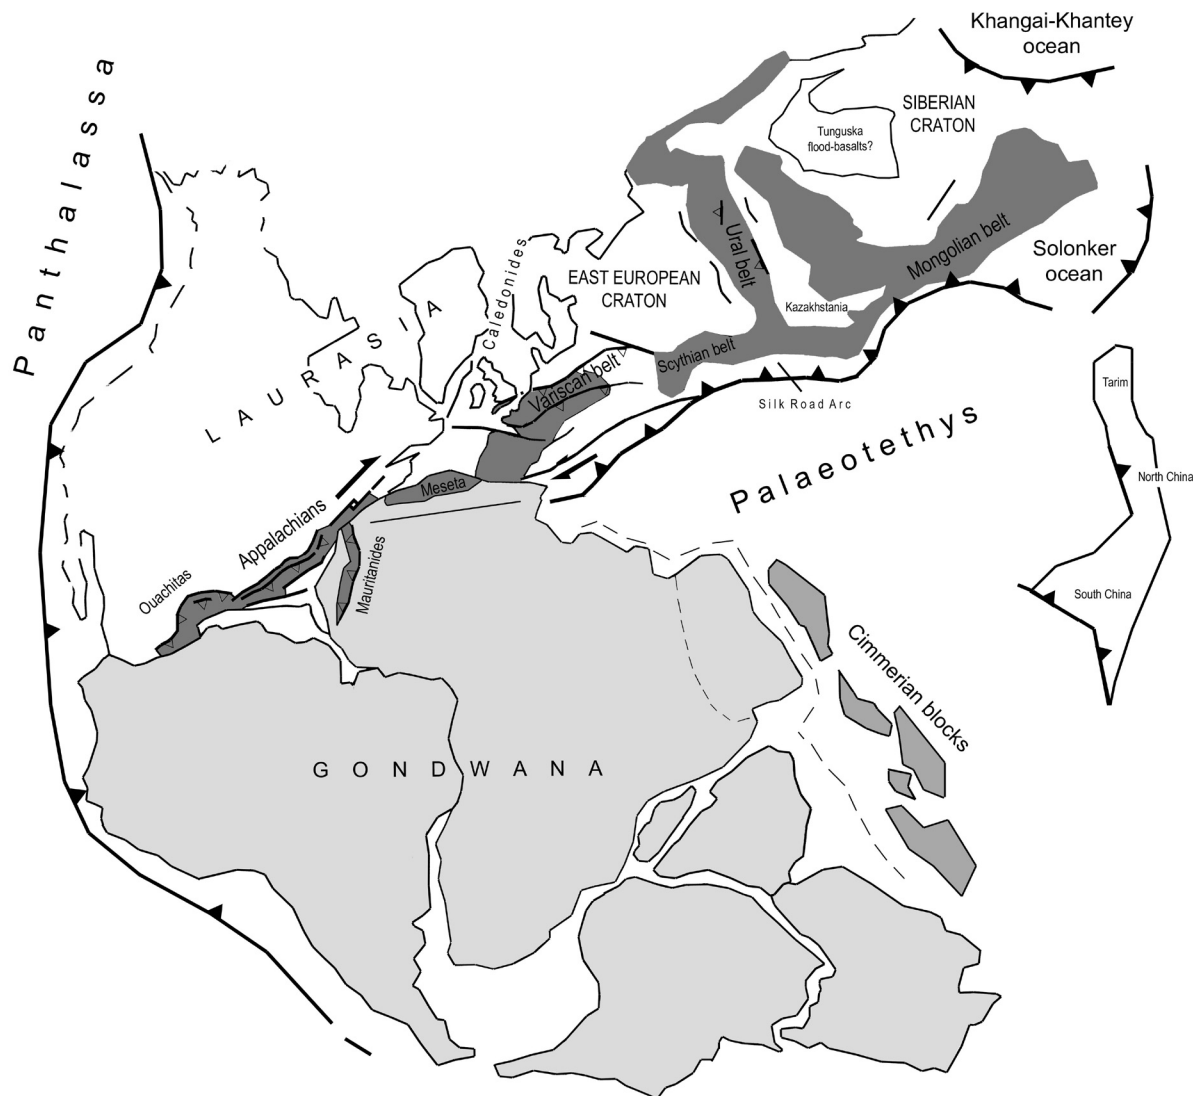 Khangai-Khantey
ocean
Panthalassa
SIBERIAN
CRATON
Tunguska
flood-basalts?
Ural belt
Mongolian belt
Solonker
ocean
Caledonides
EAST EUROPEAN
CRATON
Kazakhstania
LAURASIA
Scythian belt
Variscan belt
Silk Road Arc
Tarim
Palaeotethys
North China
Meseta
Appalachians
Ouachitas
Mauritanides
South China
Cimmerian blocks
GONDWANA